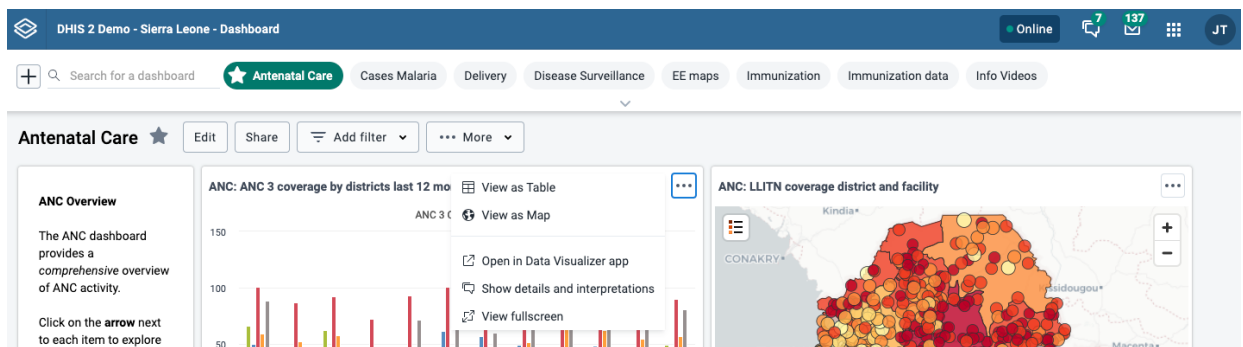 DHIS 2 Demo - Sierra Leone - Dashboard
Online
7
137
JT
Search for a dashboard
Antenatal Care
Cases Malaria
Delivery
Disease Surveillance
EE maps
Immunization
Immunization data
Info Videos
Antenatal Care
Edit
Share
Add filter
More
ANC Overview
The ANC dashboard
provides a
comprehensive overview
of ANC activity.
Click on the arrow next
to each item to explore
ANC: ANC 3 coverage by districts last 12 mo
ANC 3 C
150
100
50
View as Table
View as Map
Open in Data Visualizer app
Show details and interpretations
View fullscreen
ANC: LLITN coverage district and facility
Kindia
CONAKRY
ssidougou
Macenta